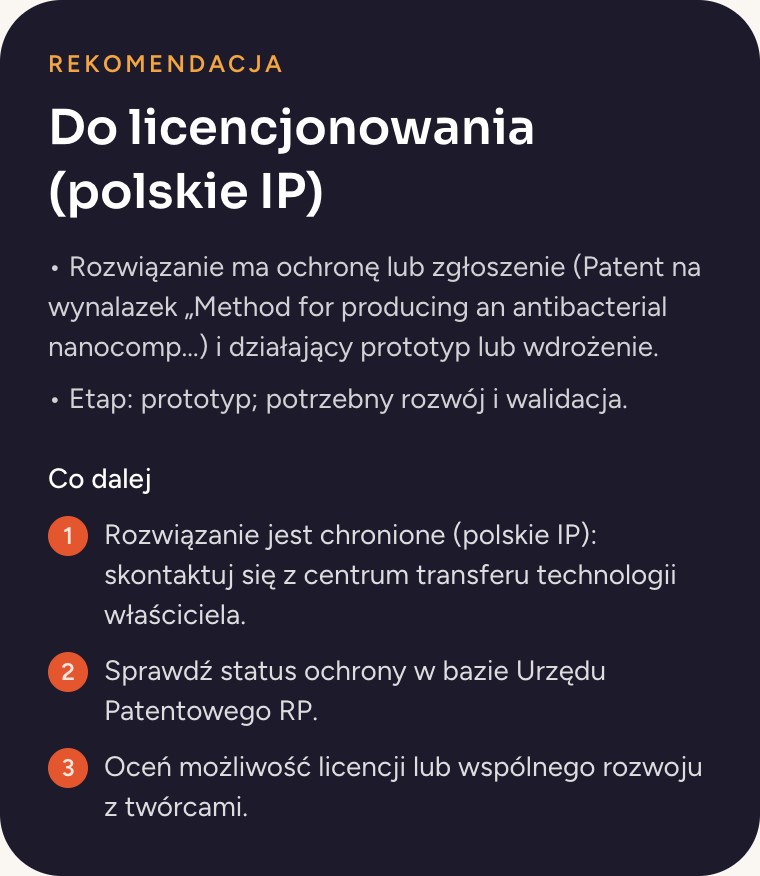 REKOMENDACJA
Do licencjonowania
(polskie IP)
• Rozwiązanie ma ochronę lub zgłoszenie (Patent na
wynalazek „Method for producing an antibacterial
nanocomp...) i działający prototyp lub wdrożenie.
• Etap: prototyp; potrzebny rozwój i walidacja.
Co dalej
1 Rozwiązanie jest chronione (polskie IP):
skontaktuj się z centrum transferu technologii
właściciela.
2 Sprawdź status ochrony w bazie Urzędu
Patentowego RP.
3 Oceń możliwość licencji lub wspólnego rozwoju
z twórcami.